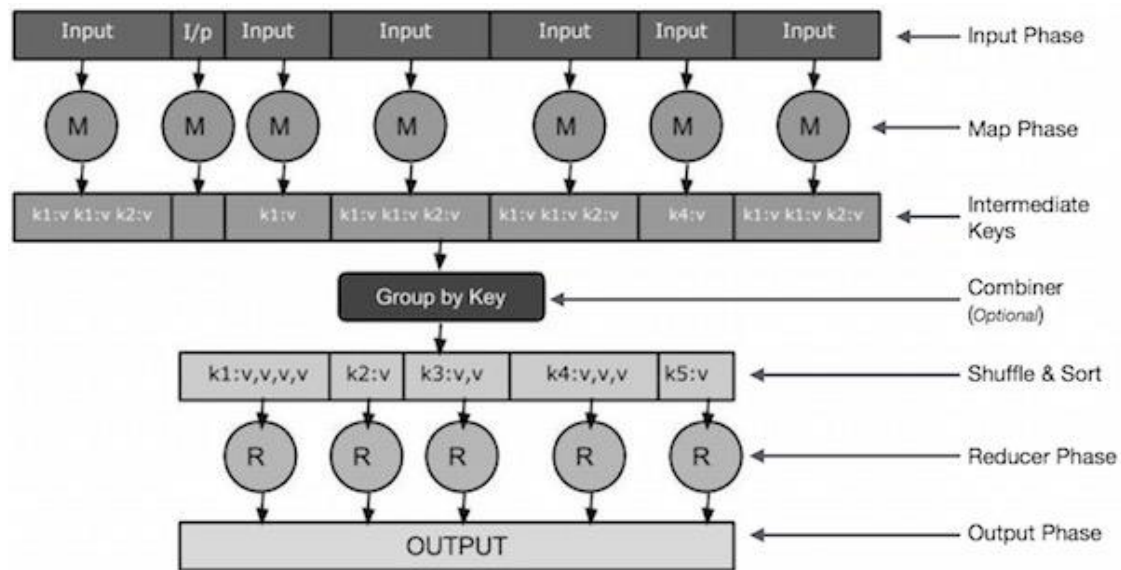 Input I/p Input Input Input Input Input
Input Phase
M M M M M M M
Map Phase
k1:v k1:v k2:v k1:v k1:v k1:v k2:v k1:v k1:v k2:v k4:v k1:v k1:v k2:v
Intermediate
Keys
Group by Key
Combiner
(Optional)
k1:v,v,v,v k2:v k3:v,v k4:v,v,v k5:v
Shuffle & Sort
R R R R R
Reducer Phase
OUTPUT
Output Phase